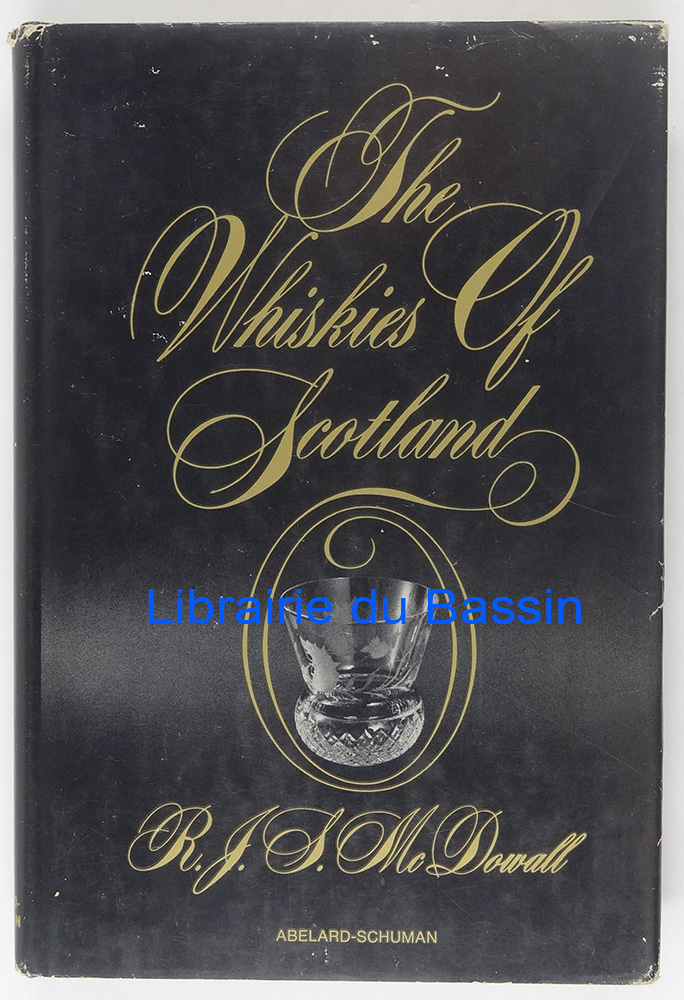 The
Whiskies Of
Scotland
Librairie du Bassin
R. J. S. McDowall
ABELARD-SCHUMAN